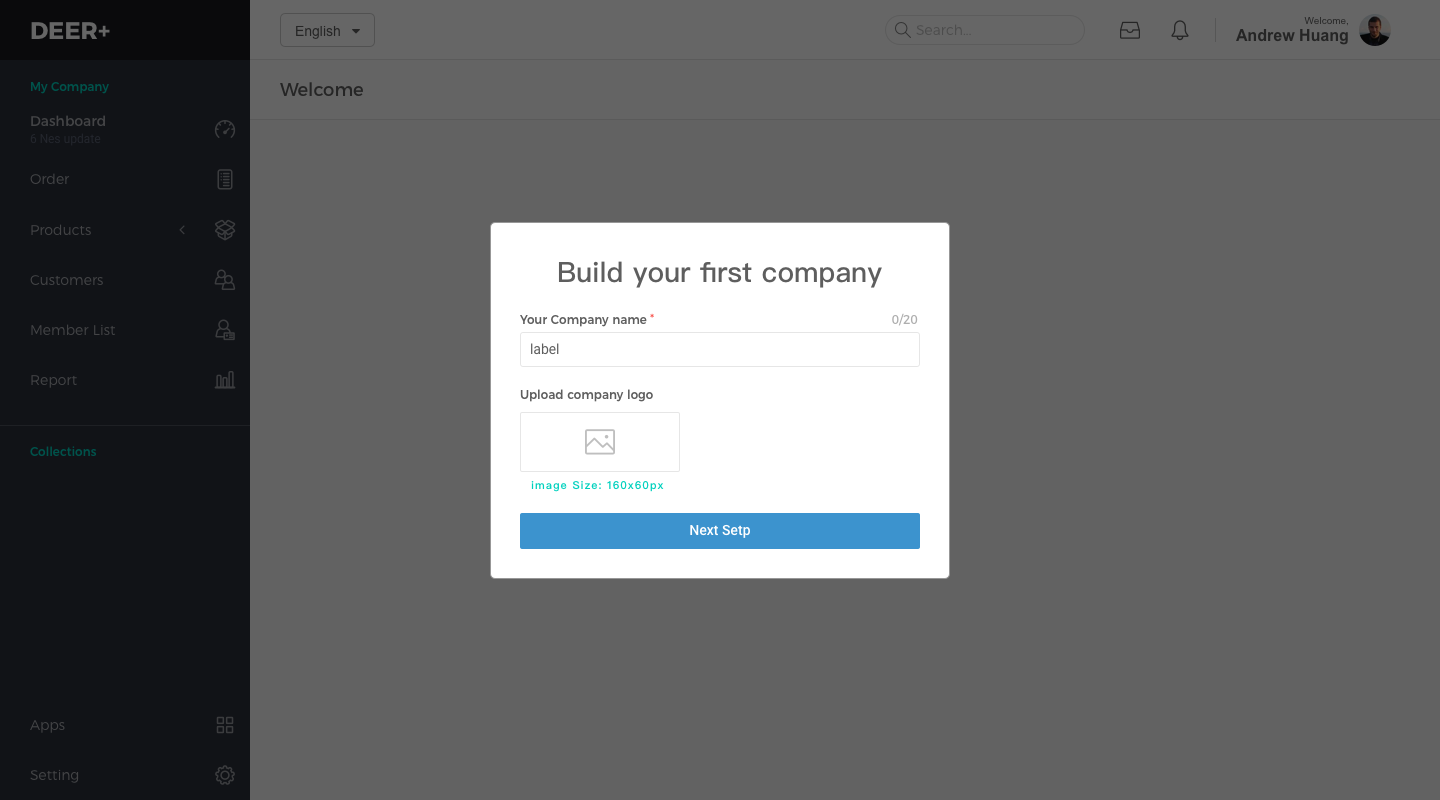 DEER+
English
Search...
Welcome,
Andrew Huang
My Company
Welcome
Dashboard
6 Nes update
Order
Products
Customers
Member List
Report
Collections
Apps
Setting
Build your first company
Your Company name * 0/20
label
Upload company logo
image Size: 160x60px
Next Setp